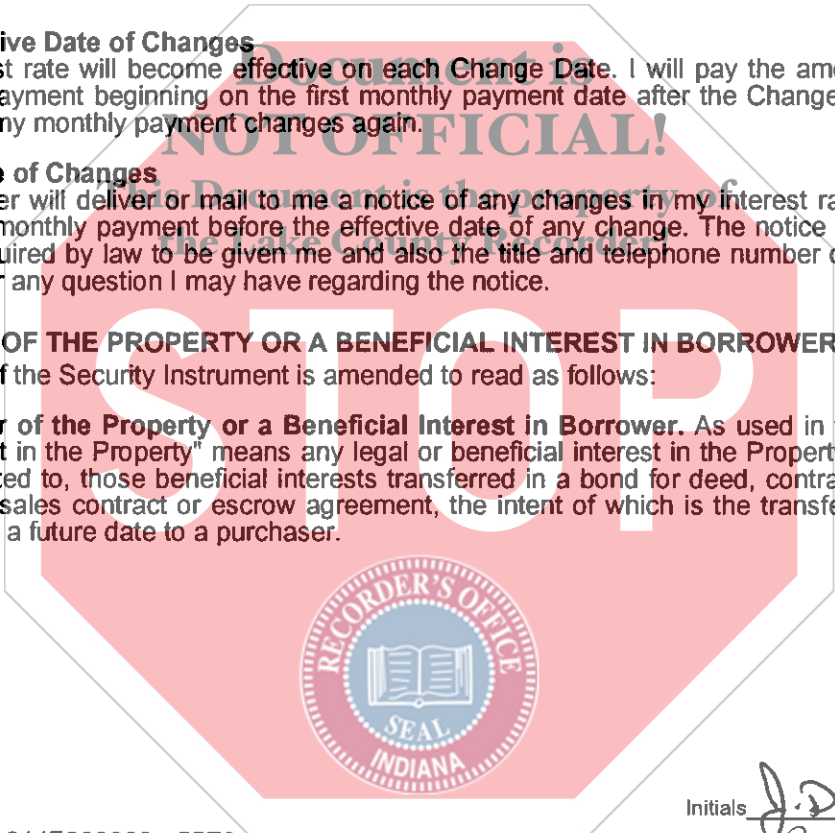 ive Date of Changes
st rate will become effective on each Change Date. I will pay the am
ayment beginning on the first monthly payment date after the Change
ny monthly payment changes again.
e of Changes
er will deliver or mail to me a notice of any changes in my interest ra
monthly payment before the effective date of any change. The notice
uired by law to be given me and also the title and telephone number
r any question I may have regarding the notice.
OF THE PROPERTY OR A BENEFICIAL INTEREST IN BORROWER
f the Security Instrument is amended to read as follows:
r of the Property or a Beneficial Interest in Borrower. As used in
t in the Property" means any legal or beneficial interest in the Propert
ted to, those beneficial interests transferred in a bond for deed, contra
sales contract or escrow agreement, the intent of which is the transfe
a future date to a purchaser.
Document is
NOT OFFICIAL!
This Document is the property of
the Lake County Recorder!
STOP
RECORDER'S OFFICE
SEAL
INDIANA
Initials J.D